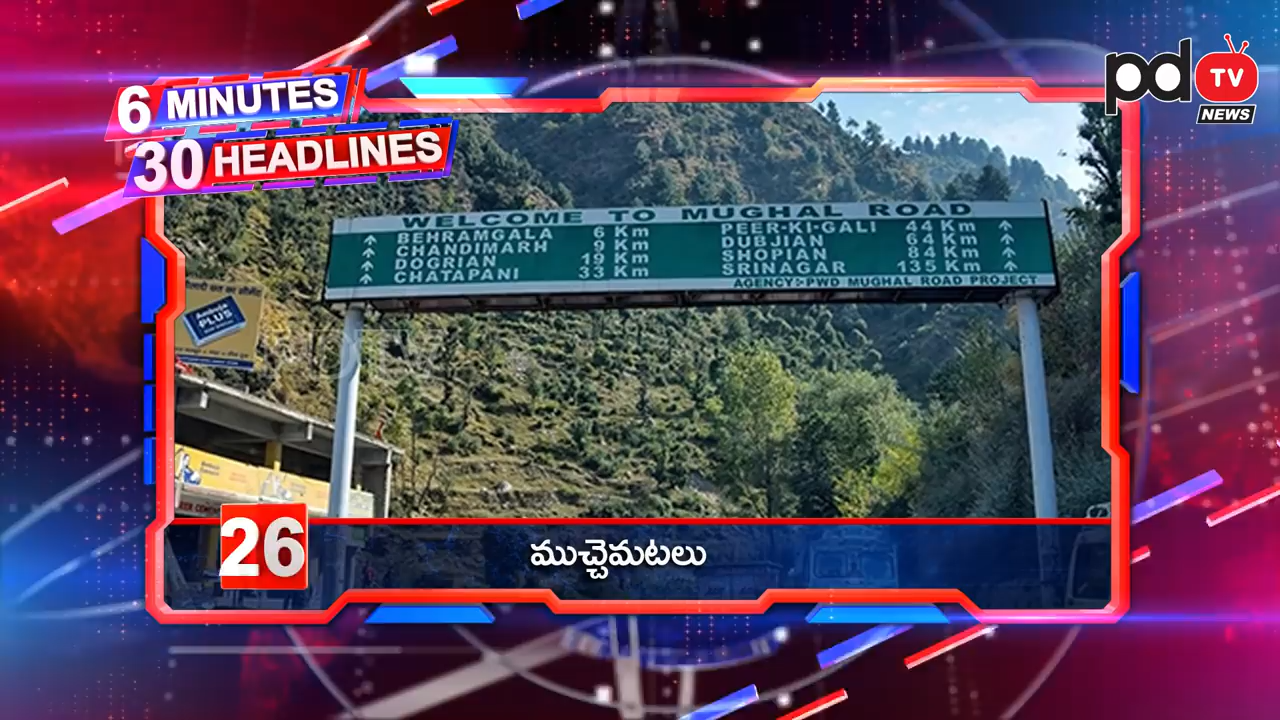 pd TV
NEWS
6 MINUTES
30 HEADLINES
WELCOME TO MUGHAL ROAD
BEHRAMGALA 6 Km PEER-KI-GALI 44 Km
CHANDIMARH 9 Km DUBJIAN 64 Km
DOGRIAN 19 Km SHOPIAN 84 Km
CHATAPANI 33 Km SRINAGAR 135 Km
AGENCY:-PWD MUGHAL ROAD PROJECT
PLUS
26
ముచ్చెమటలు